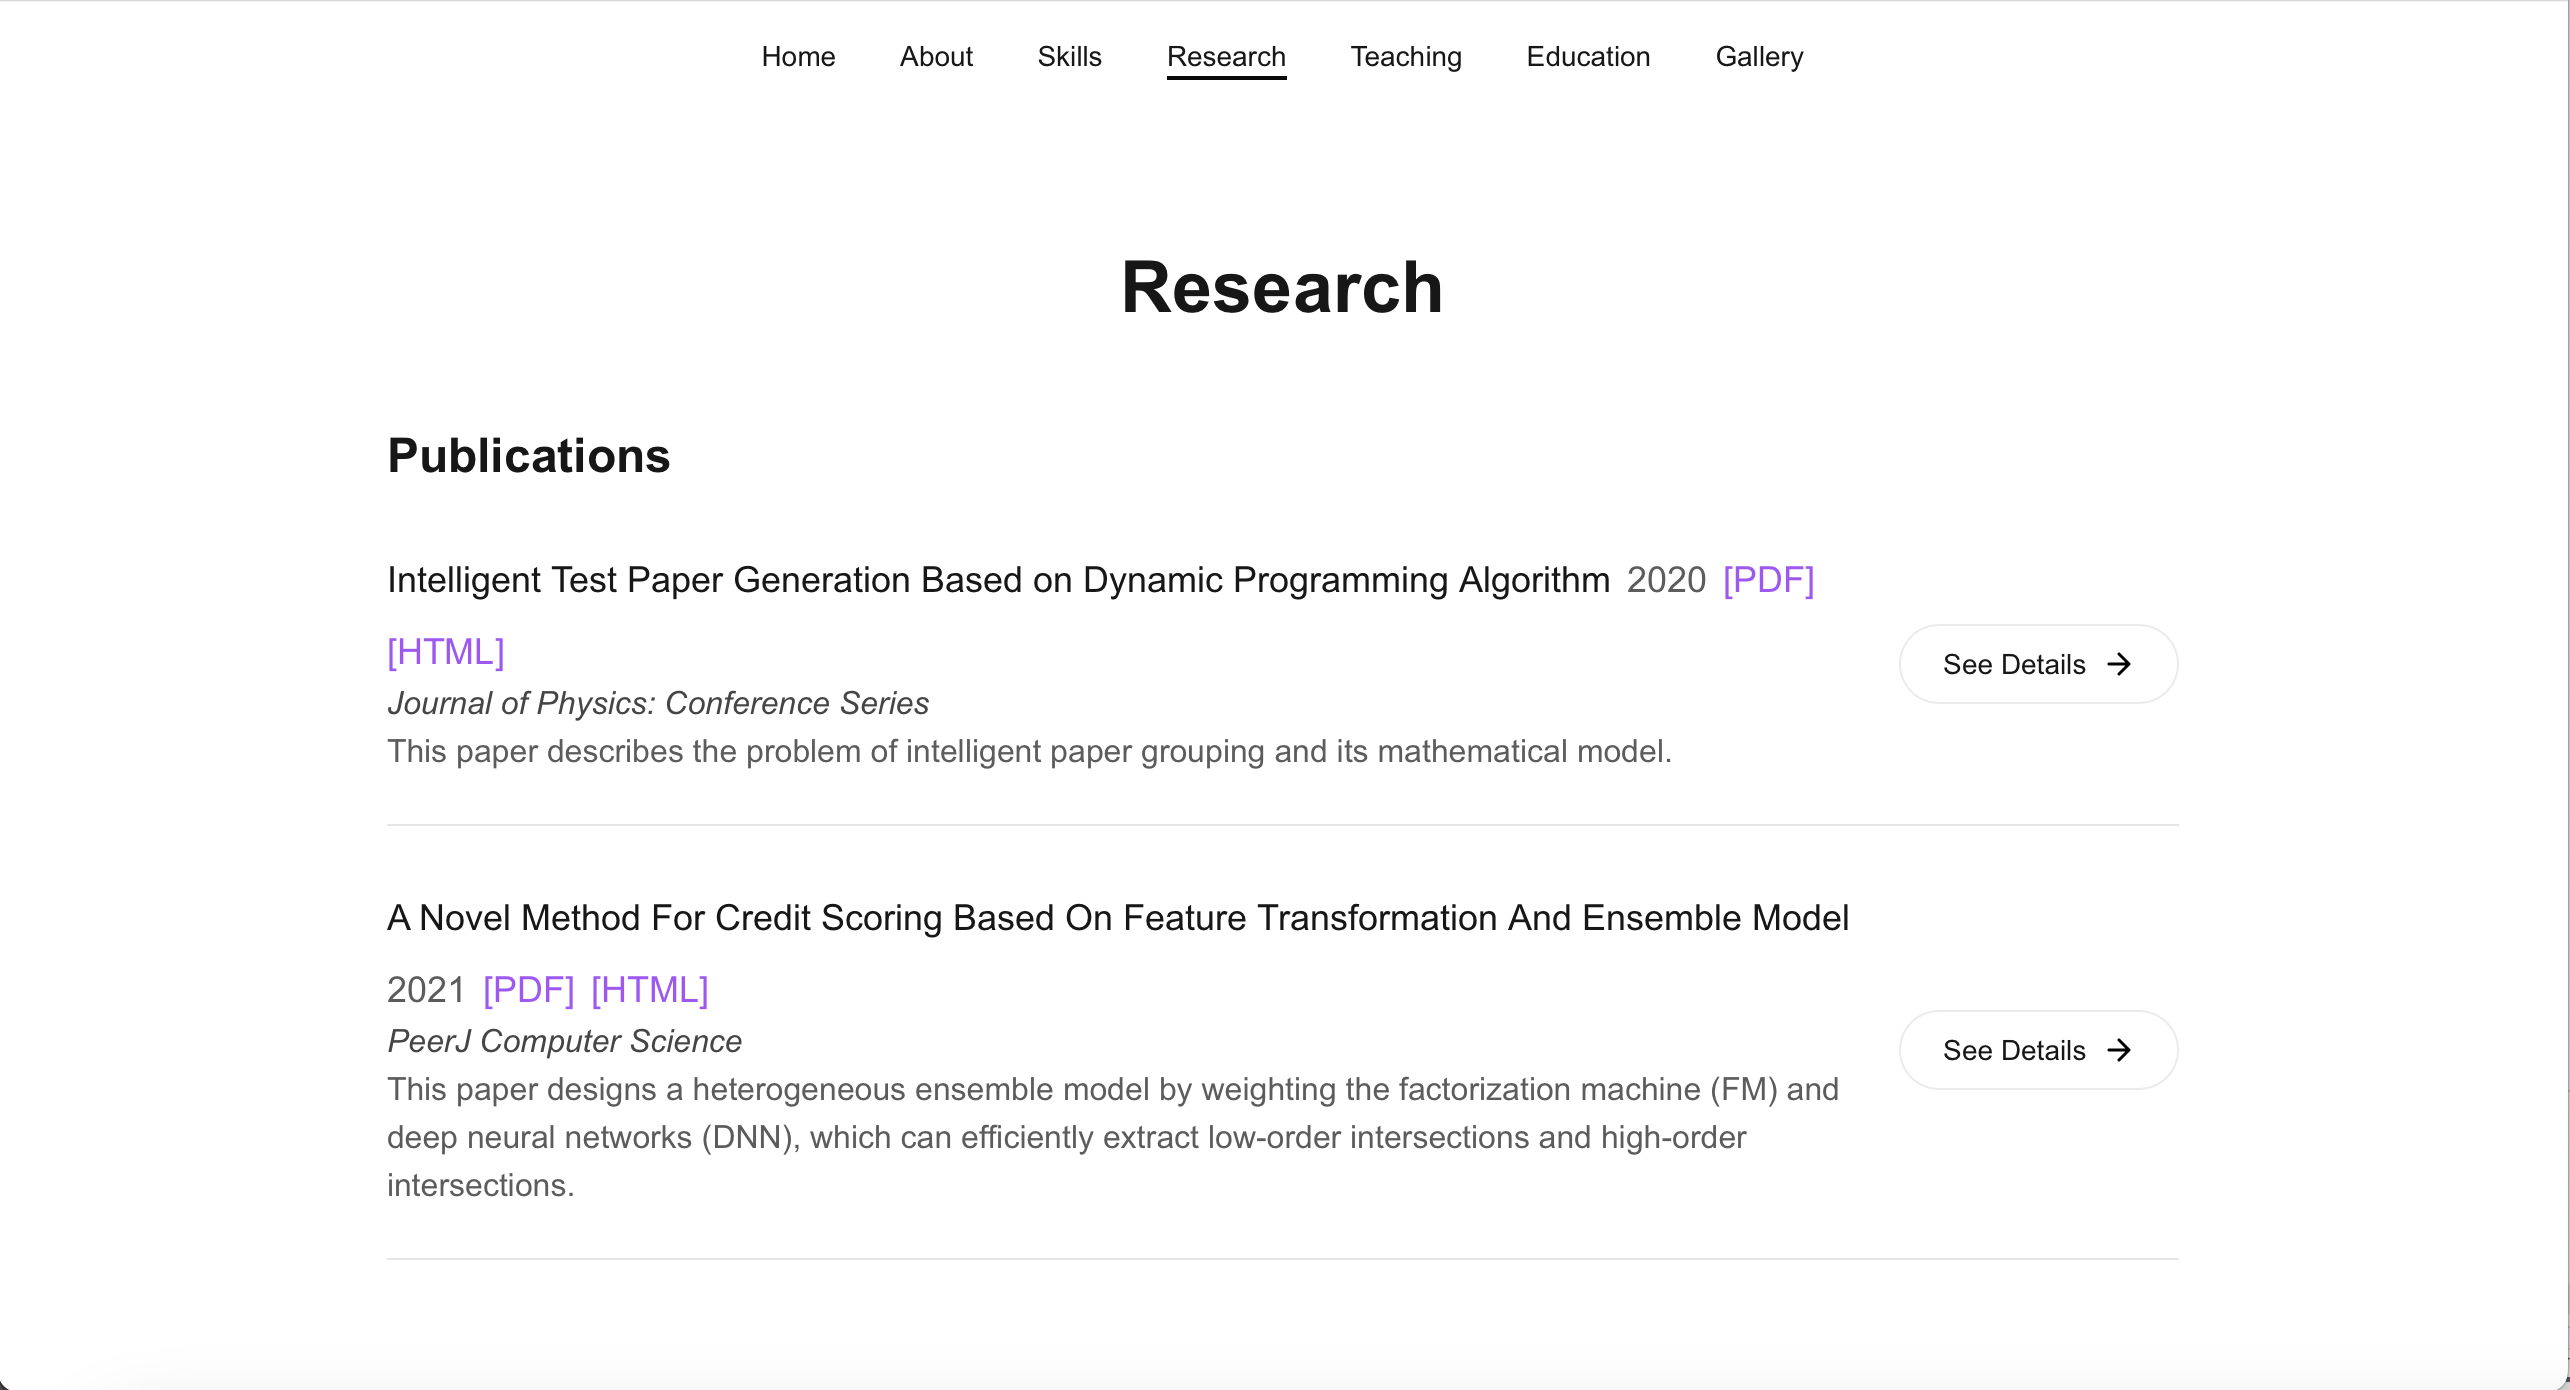 Home About Skills Research Teaching Education Gallery
Research
Publications
Intelligent Test Paper Generation Based on Dynamic Programming Algorithm 2020 [PDF]
[HTML]
Journal of Physics: Conference Series
This paper describes the problem of intelligent paper grouping and its mathematical model.
See Details
A Novel Method For Credit Scoring Based On Feature Transformation And Ensemble Model
2021 [PDF] [HTML]
PeerJ Computer Science
This paper designs a heterogeneous ensemble model by weighting the factorization machine (FM) and
deep neural networks (DNN), which can efficiently extract low-order intersections and high-order
intersections.
See Details